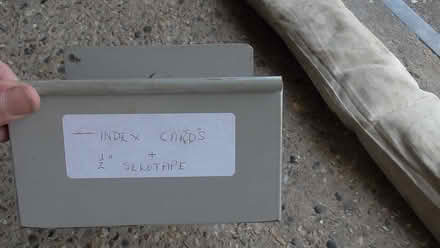 — INDEX CARDS
+
½" SELOTAPE